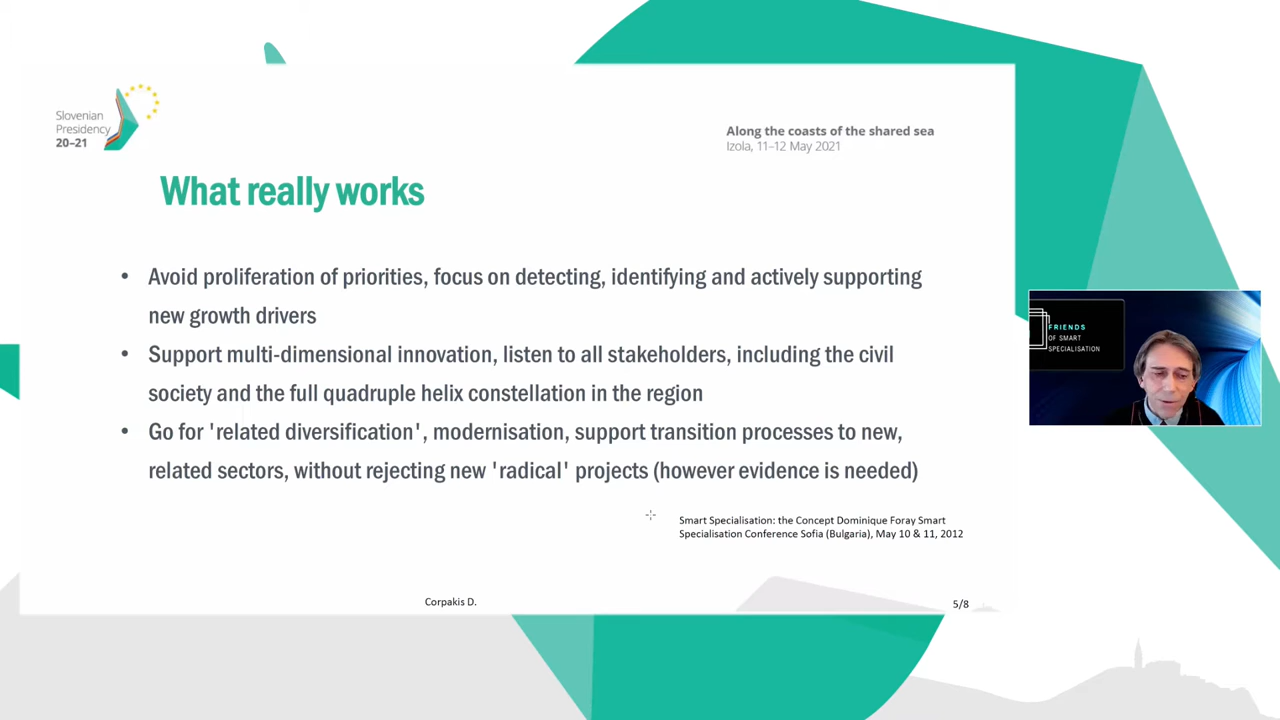 Slovenian
Presidency
20–21
Along the coasts of the shared sea
Izola, 11–12 May 2021
What really works
• Avoid proliferation of priorities, focus on detecting, identifying and actively supporting
new growth drivers
• Support multi-dimensional innovation, listen to all stakeholders, including the civil
society and the full quadruple helix constellation in the region
• Go for 'related diversification', modernisation, support transition processes to new,
related sectors, without rejecting new 'radical' projects (however evidence is needed)
Smart Specialisation: the Concept Dominique Foray Smart
Specialisation Conference Sofia (Bulgaria), May 10 & 11, 2012
Corpakis D.
5/8
FRIENDS
OF SMART
SPECIALISATION